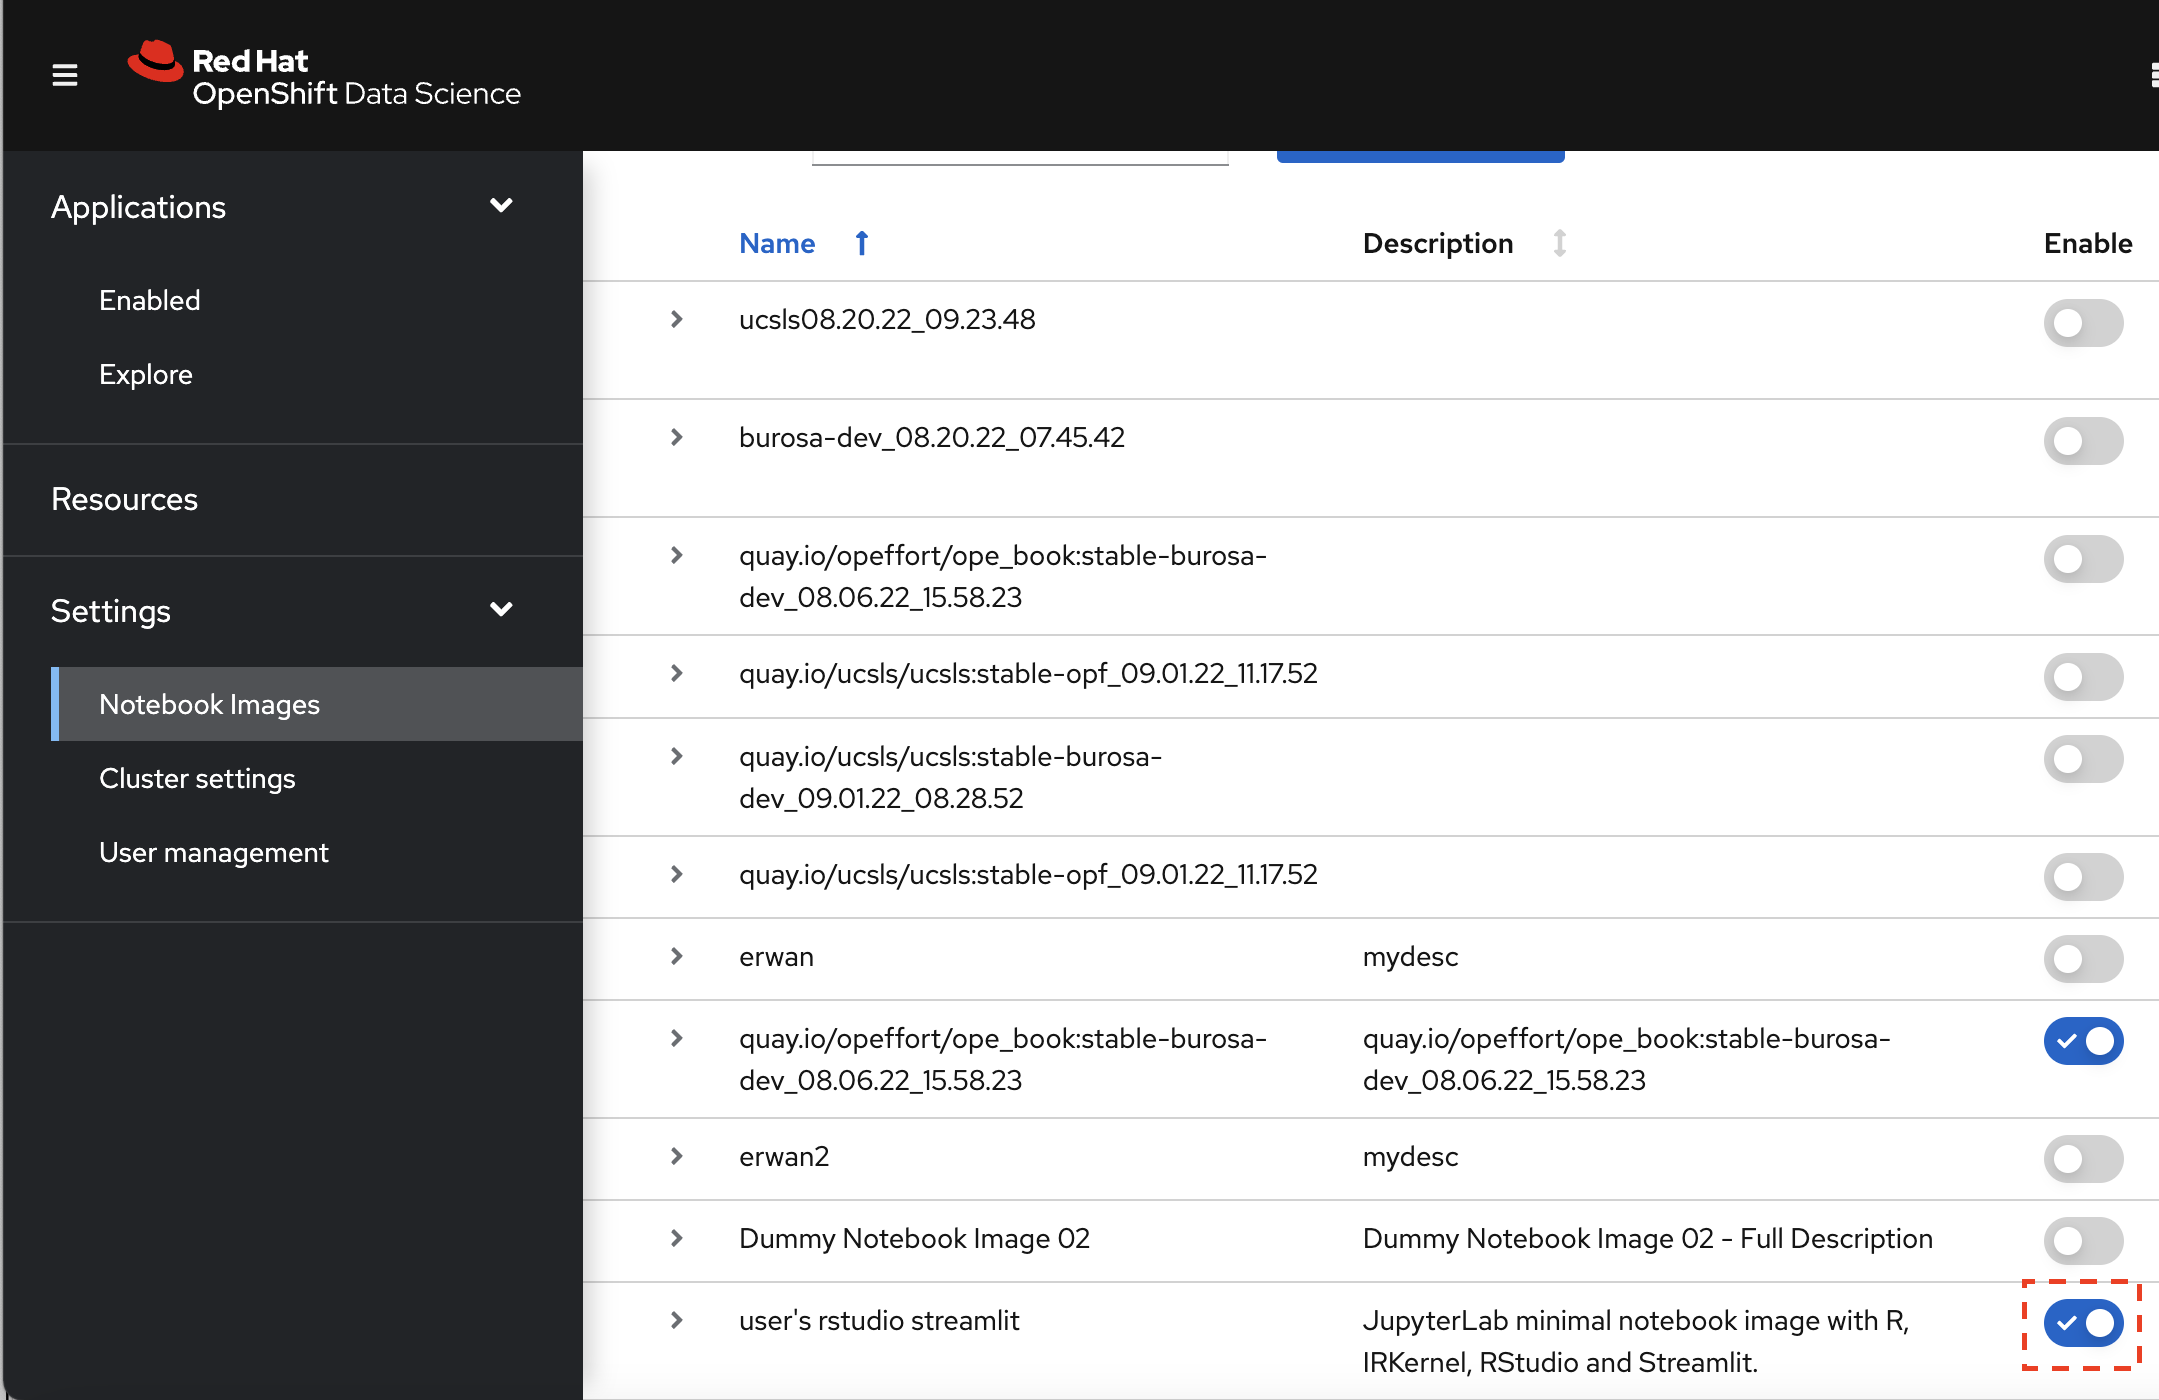 Red Hat
OpenShift Data Science
Applications
Enabled
Explore
Resources
Settings
Notebook Images
Cluster settings
User management
Name
Description
Enable
ucsls08.20.22_09.23.48
burosa-dev_08.20.22_07.45.42
quay.io/opeffort/ope_book:stable-burosa-
dev_08.06.22_15.58.23
quay.io/ucsls/ucsls:stable-opf_09.01.22_11.17.52
quay.io/ucsls/ucsls:stable-burosa-
dev_09.01.22_08.28.52
quay.io/ucsls/ucsls:stable-opf_09.01.22_11.17.52
erwan
mydesc
quay.io/opeffort/ope_book:stable-burosa-
dev_08.06.22_15.58.23
quay.io/opeffort/ope_book:stable-burosa-
dev_08.06.22_15.58.23
erwan2
mydesc
Dummy Notebook Image 02
Dummy Notebook Image 02 - Full Description
user's rstudio streamlit
JupyterLab minimal notebook image with R,
IRKernel, RStudio and Streamlit.